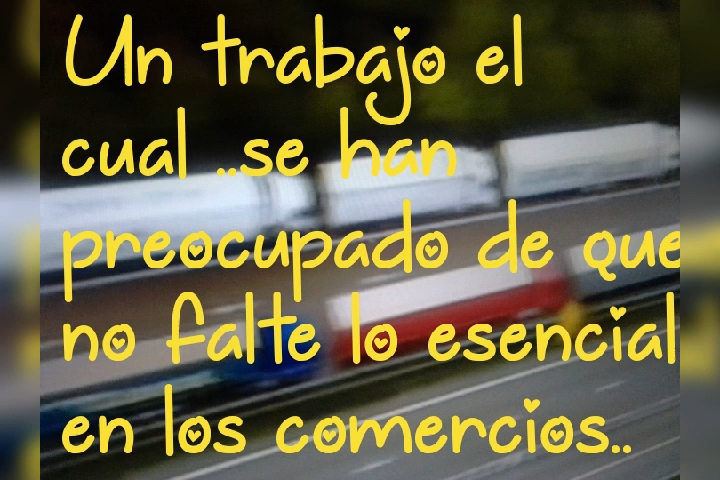 Un trabajo el
cual ..se han
preocupado de que
no falte lo esencial
en los comercios..